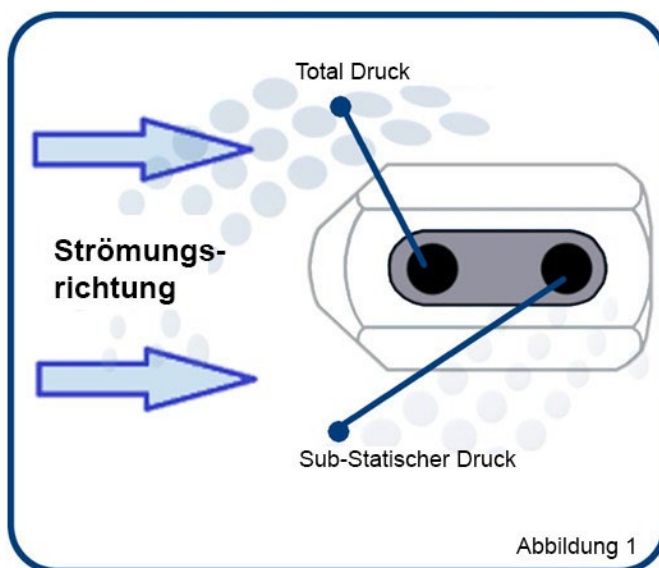 Total Druck
Strömungs-
richtung
Sub-Statischer Druck
Abbildung 1